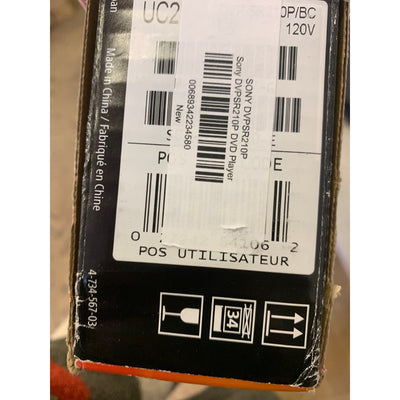 UC2
0P/BC
120V
SONY DVPSR210P
Sony DVPSR210P DVD Player
00689342234580
New
POS UTILISATEUR
Made in China / Fabriqué en Chine
4-734-567-03
34